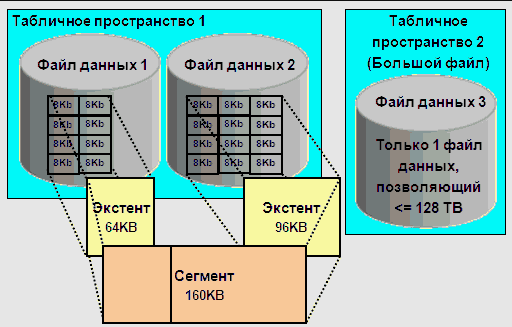 Табличное пространство 1
Файл данных 1
8Kb 8Kb
8Kb 8Kb
8Kb 8Kb
8Kb 8Kb
Файл данных 2
8Kb 8Kb 8Kb
8Kb 8Kb 8Kb
8Kb 8Kb 8Kb
8Kb 8Kb 8Kb
Экстент
64KB
Экстент
96KB
Сегмент
160KB
Табличное
пространство 2
(Большой файл)
Файл данных 3
Только 1 файл
данных,
позволяющий
<= 128 TB